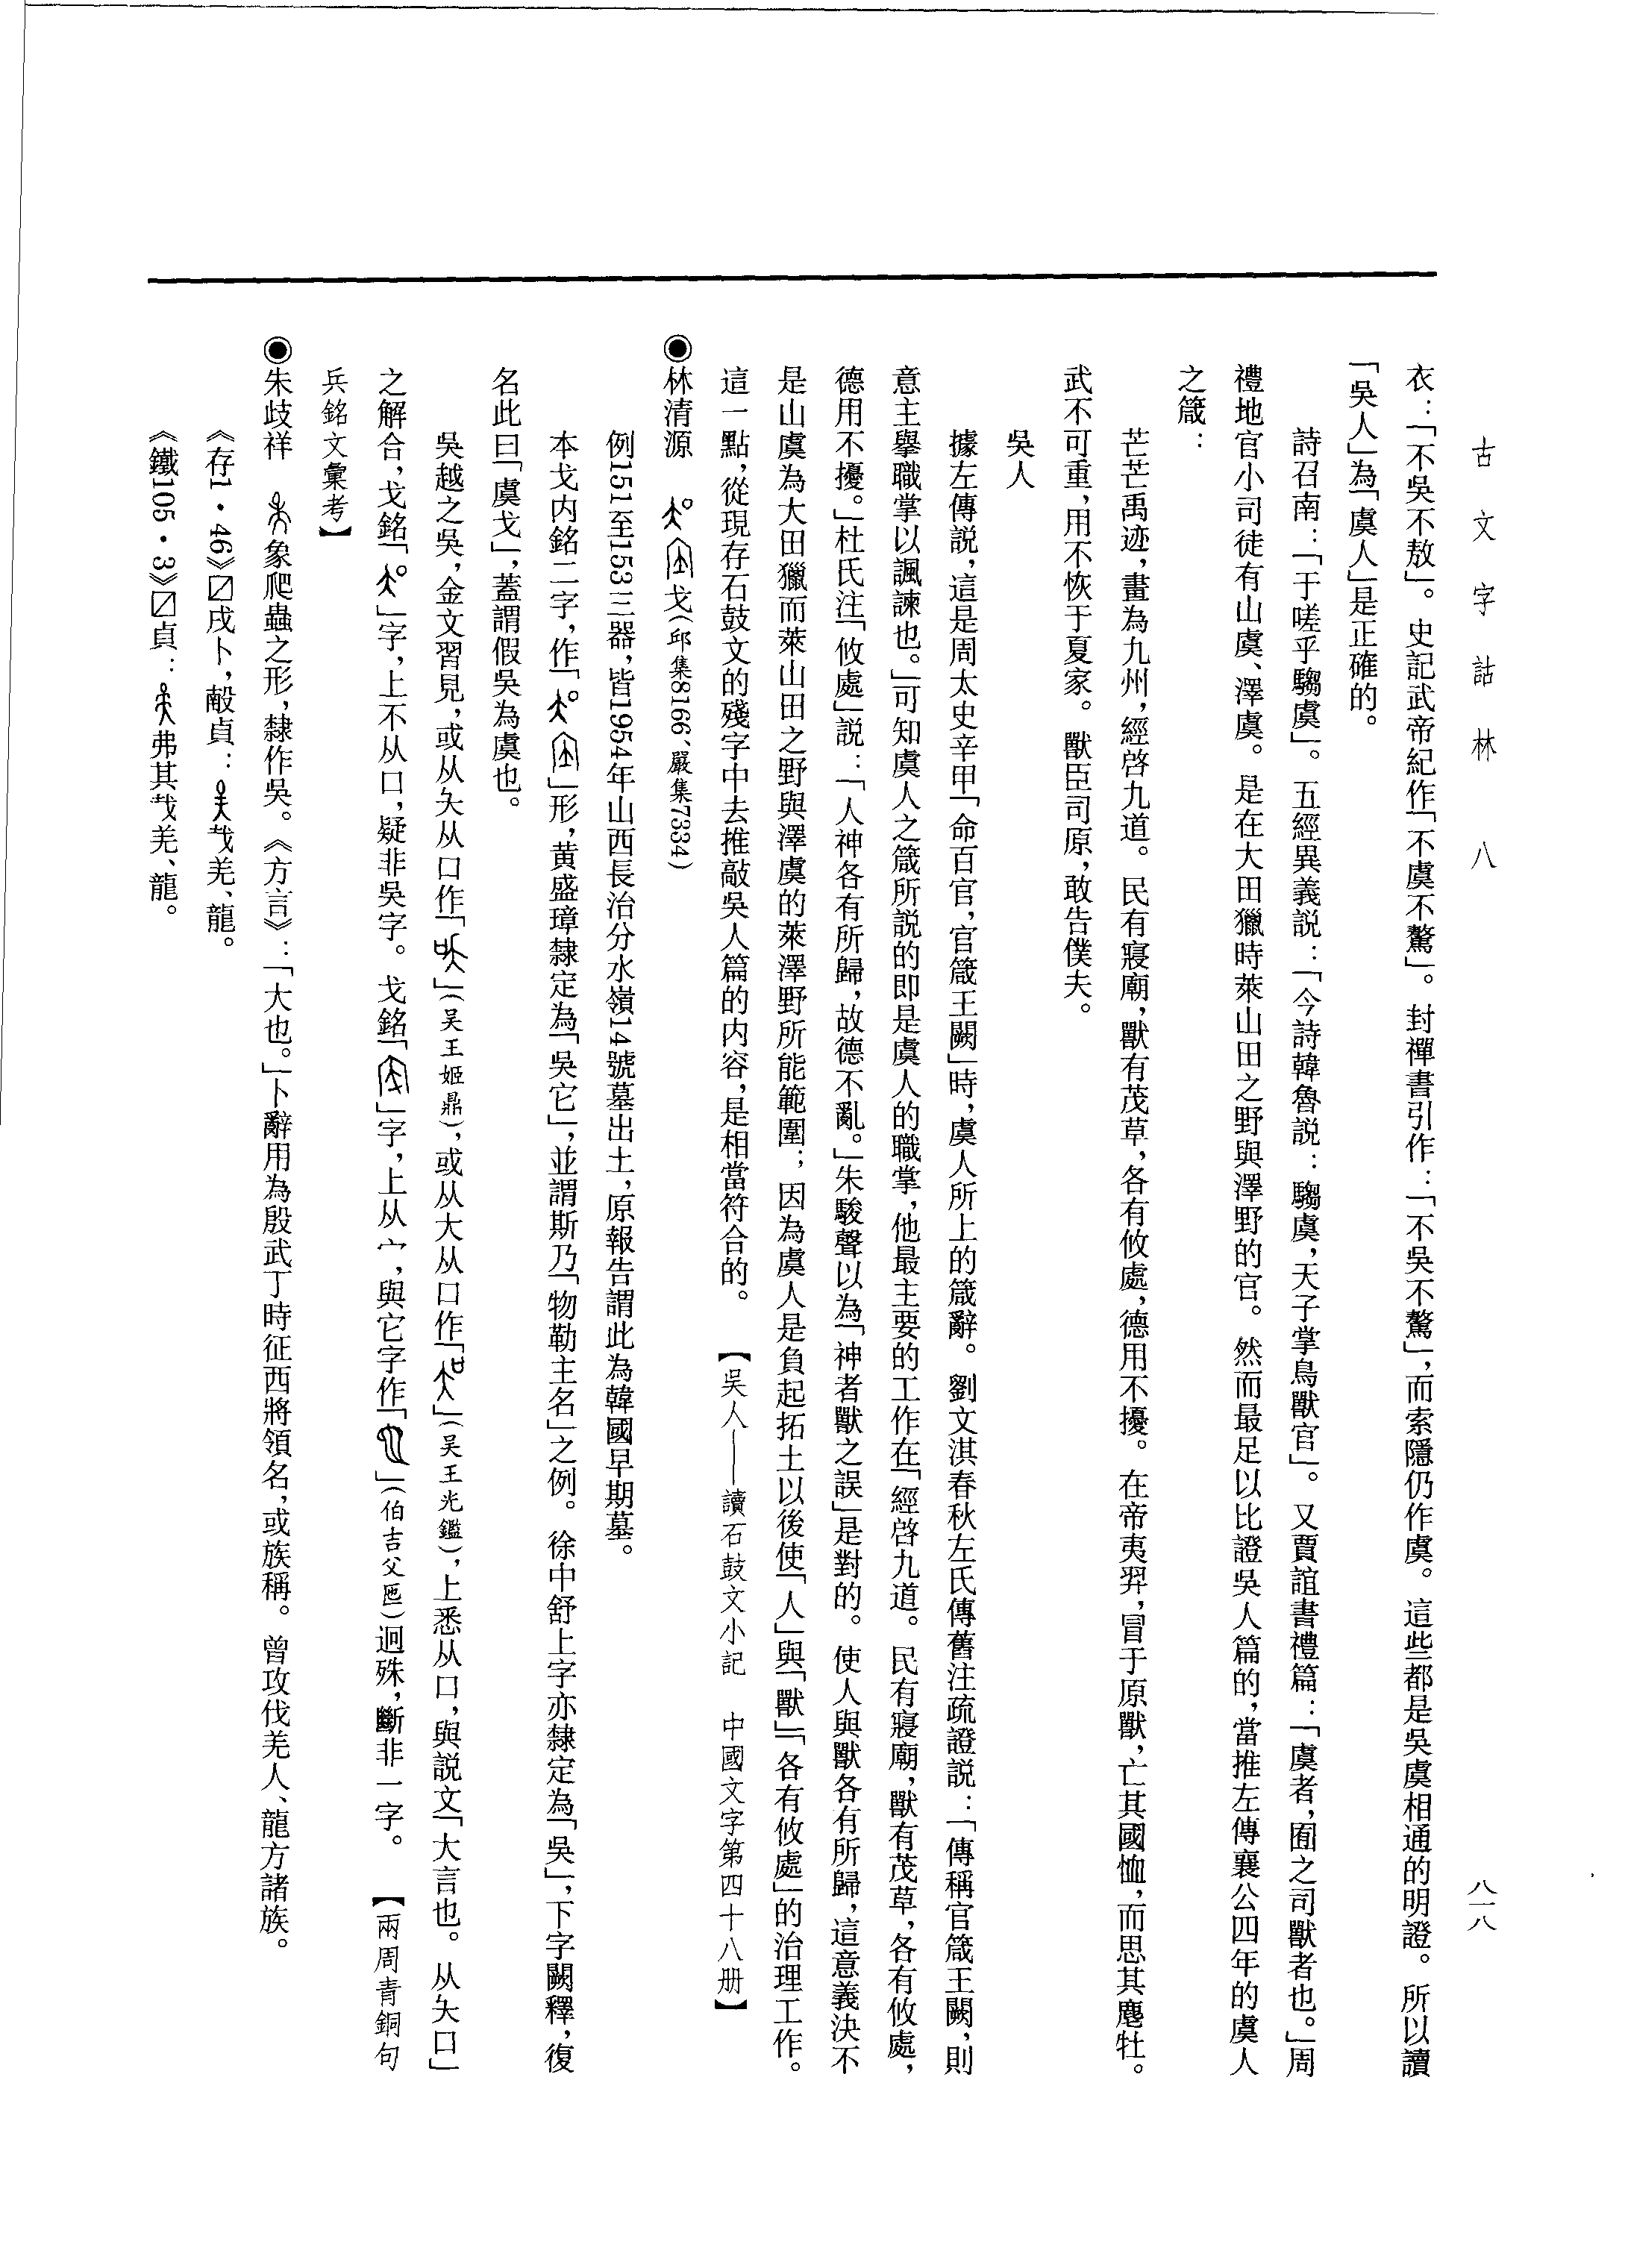 古文字詁林　八
八一八
衣：「不吳不敖」。史記武帝紀作「不虞不驁」。封禪書引作：「不吳不驁」，而索隱仍作虞。這些都是吳虞相通的明證。所以讀
「吳人」為「虞人」是正確的。
詩召南：「于嗟乎騶虞」。五經異義説：「今詩韓魯説：騶虞，天子掌鳥獸官」。又賈誼書禮篇：「虞者，囿之司獸者也。」周
禮地官小司徒有山虞、澤虞。是在大田獵時萊山田之野與澤野的官。然而最足以比證吳人篇的，當推左傳襄公四年的虞人
之箴：
芒芒禹迹，畫為九州，經啓九道。民有寢廟，獸有茂草，各有攸處，德用不擾。在帝夷羿，冒于原獸，亡其國恤，而思其麀牡。
武不可重，用不恢于夏家。獸臣司原，敢告僕夫。
吳人
據左傳説，這是周太史辛甲「命百官，官箴王闕」時，虞人所上的箴辭。劉文淇春秋左氏傳舊注疏證説：「傳稱官箴王闕，則
意主擧職掌以諷諫也。」可知虞人之箴所説的即是虞人的職掌，他最主要的工作在「經啓九道。民有寢廟，獸有茂草，各有攸處，
德用不擾。」杜氏注「攸處」説：「人神各有所歸，故德不亂。」朱駿聲以為「神者獸之誤」是對的。使人與獸各有所歸，這意義決不
是山虞為大田獵而萊山田之野與澤虞的萊澤野所能範圍；因為虞人是負起拓土以後使「人」與「獸」「各有攸處」的治理工作。
這一點，從現存石鼓文的殘字中去推敲吳人篇的内容，是相當符合的。　【吳人——讀石鼓文小記　中國文字第四十八册】
◉林清源　戈（邱集8166、嚴集7334）
例151至153三器，皆1954年山西長治分水嶺14號墓出土，原報告謂此為韓國早期墓。
本戈内銘二字，作「」形，黄盛璋隸定為「吳它」，並謂斯乃「物勒主名」之例。徐中舒上字亦隸定為「吳」，下字闕釋，復
名此曰「虞戈」，蓋謂假吳為虞也。
吳越之吳，金文習見，或从夨从口作「」（吴王姬鼎），或从大从口作「」（吴王光鑑），上悉从口，與説文「大言也。从夨口」
之解合，戈銘「」字，上不从口，疑非吳字。戈銘「」字，上从宀，與它字作「」（伯吉父匜）迥殊，斷非一字。　【兩周青銅句
兵銘文彙考】
◉朱歧祥　象爬蟲之形，隸作吳。《方言》：「大也。」卜辭用為殷武丁時征西將領名，或族稱。曾攻伐羌人、龍方諸族。
《存1·46》☑戌卜，㱿貞：𢦏羌、龍。
《鐵105·3》☑貞：弗其𢦏羌、龍。